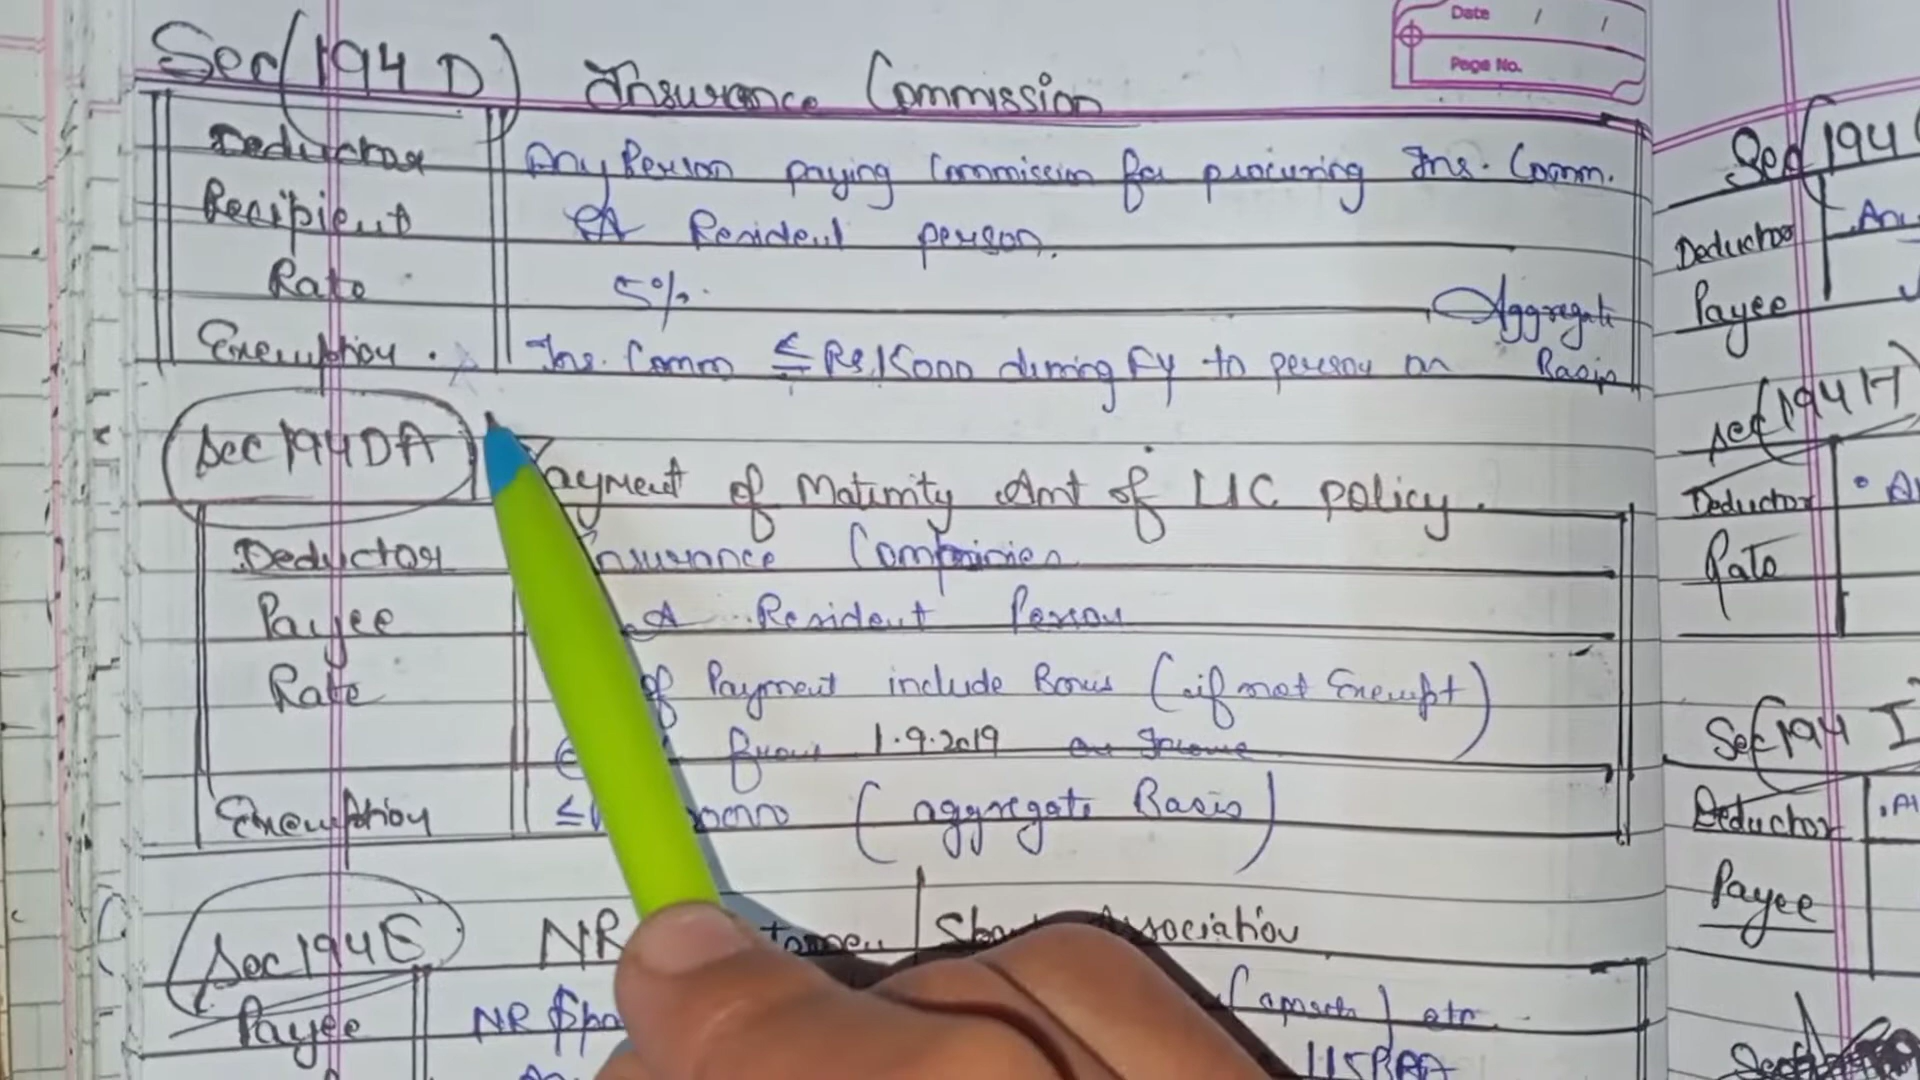 Date / /
Page No.
Sec (194 D) Insurance Commission
Deductor Any Person paying Commission for procuring Ins. Comm.
Recipient A Resident person.
Rate 5%.
Exemption. Ins. Comm ≤ Rs.15000 during FY to person on Aggregate Basis
Sec 194DA Payment of Maturity Amt of LIC policy.
Deductor Insurance Companies
Payee A Resident Person
Rate of Payment include Bonus (if not Exempt)
from 1.9.2019 on Income
Exemption ≤ (aggregate Basis)
Sec 194E NR Association
Payee NR etc.
Sec (194
Deductor
Payee
Sec (194H)
Deductor
Rate
Sec (194 I
Deductor
Payee